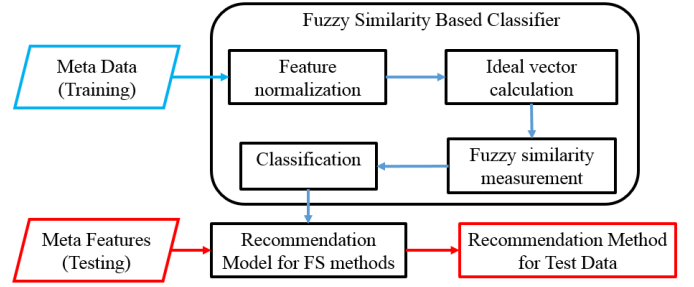 Fuzzy Similarity Based Classifier
Meta Data
(Training)
Feature
normalization
Ideal vector
calculation
Classification
Fuzzy similarity
measurement
Meta Features
(Testing)
Recommendation
Model for FS methods
Recommendation Method
for Test Data